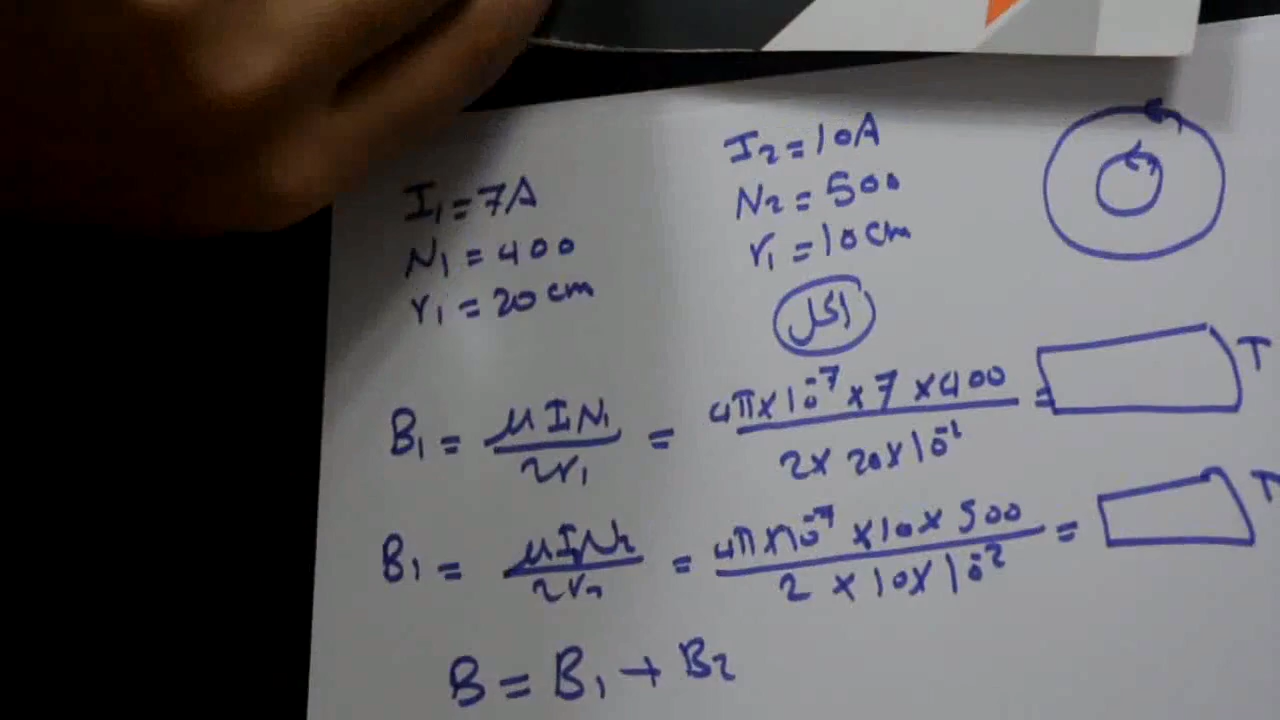 I₁ = 7A
N₁ = 400
r₁ = 20 cm
I₂ = 10A
N₂ = 500
r₁ = 10 cm
الحل
B₁ = μI₁N₁ / 2r₁ = 4π×10⁻⁷ × 7 × 400 / 2 × 20 × 10⁻² = T
B₁ = μI₂N₂ / 2r₂ = 4π×10⁻⁷ × 10 × 500 / 2 × 10 × 10⁻² = T
B = B₁ + B₂